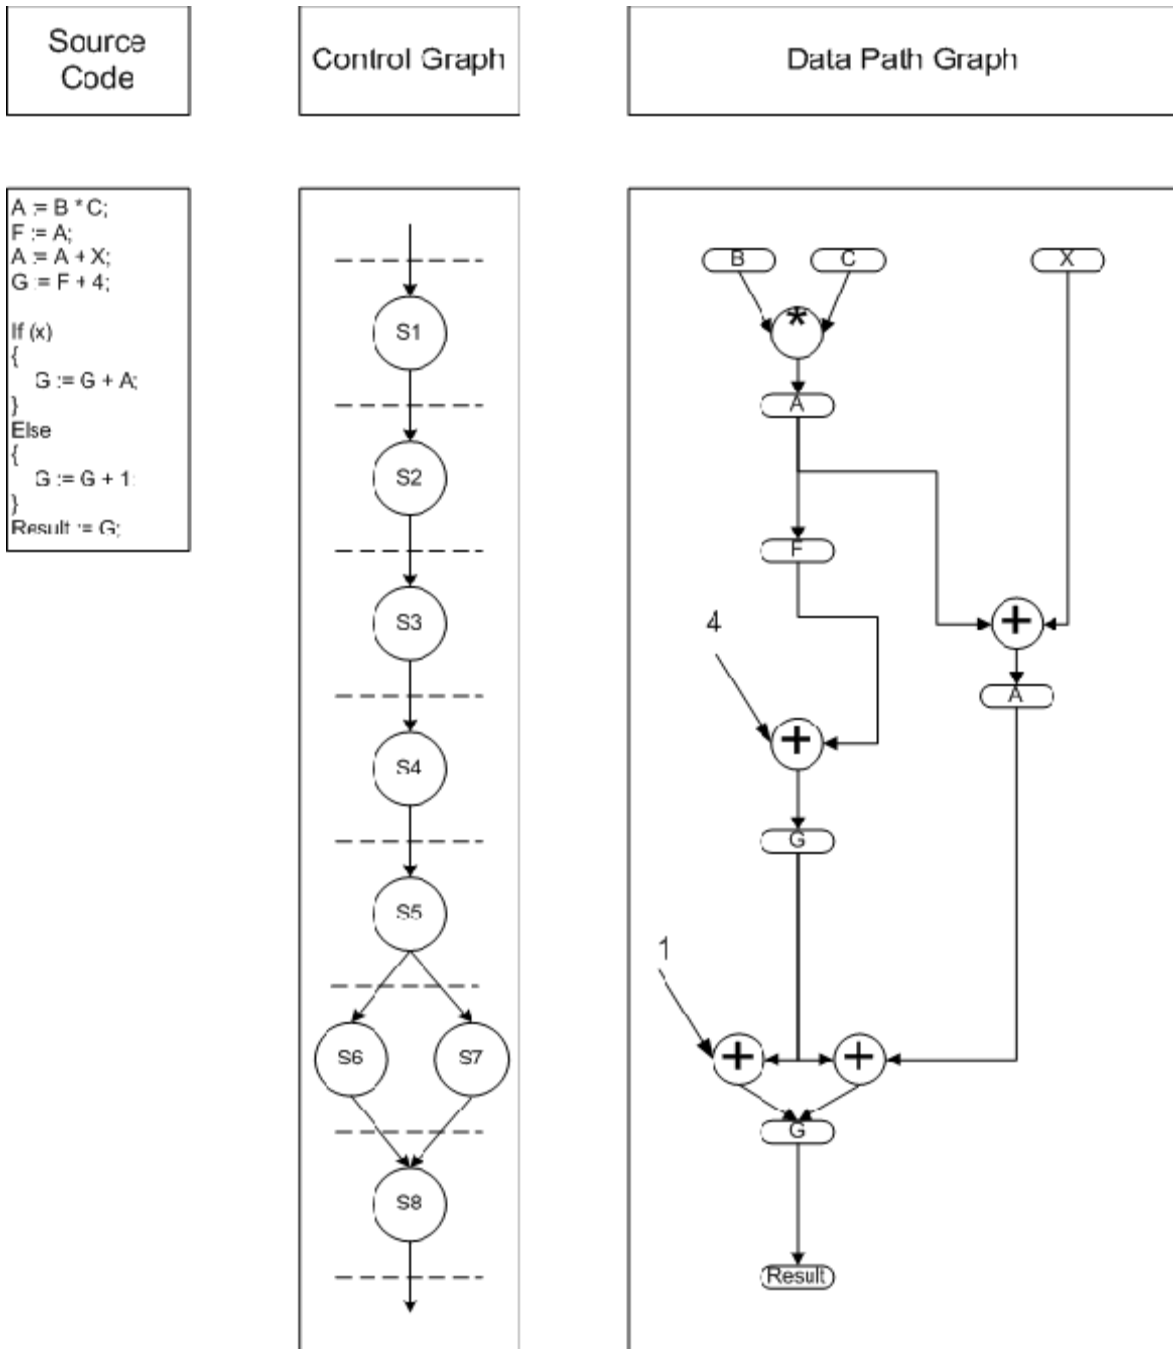 Source
Code
Control Graph
Data Path Graph
A := B * C;
F := A;
A := A + X;
G := F + 4;
If (x)
{
G := G + A;
}
Else
{
G := G + 1;
}
Result := G;
S1
S2
S3
S4
S5
S6
S7
S8
B
C
X
*
A
F
4
+
A
+
G
1
+
+
G
Result